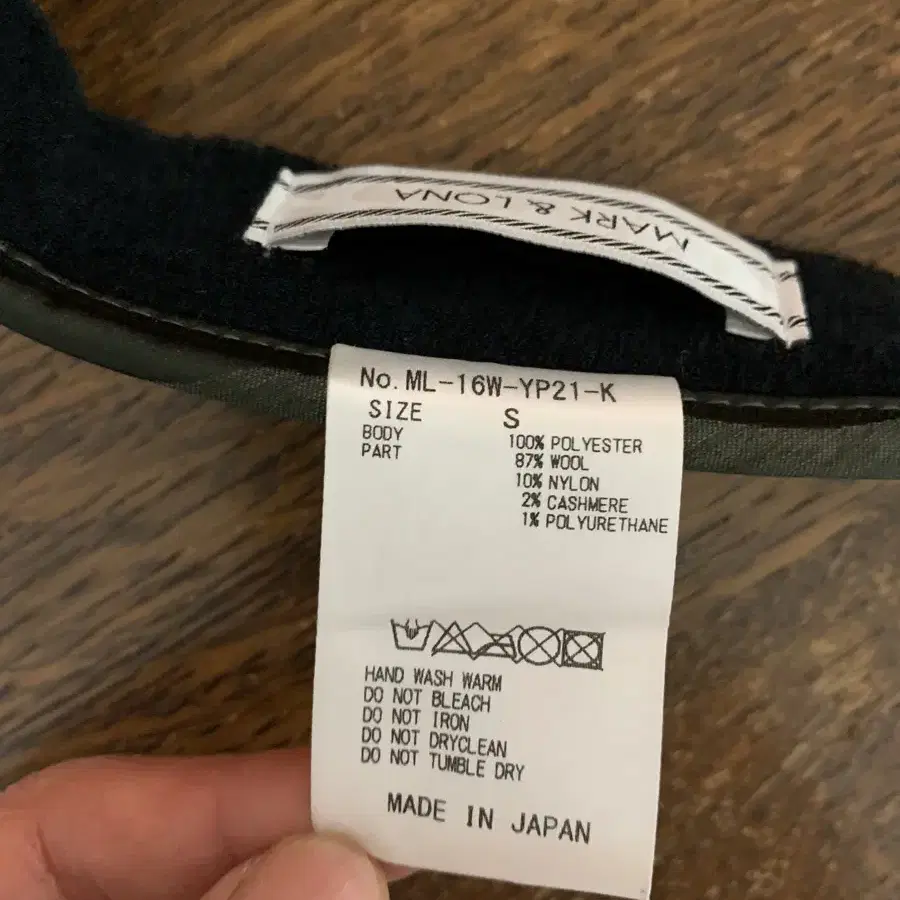 MARK & LONA
No. ML-16W-YP21-K
SIZE S
BODY 100% POLYESTER
PART 87% WOOL
10% NYLON
2% CASHMERE
1% POLYURETHANE
HAND WASH WARM
DO NOT BLEACH
DO NOT IRON
DO NOT DRYCLEAN
DO NOT TUMBLE DRY
MADE IN JAPAN